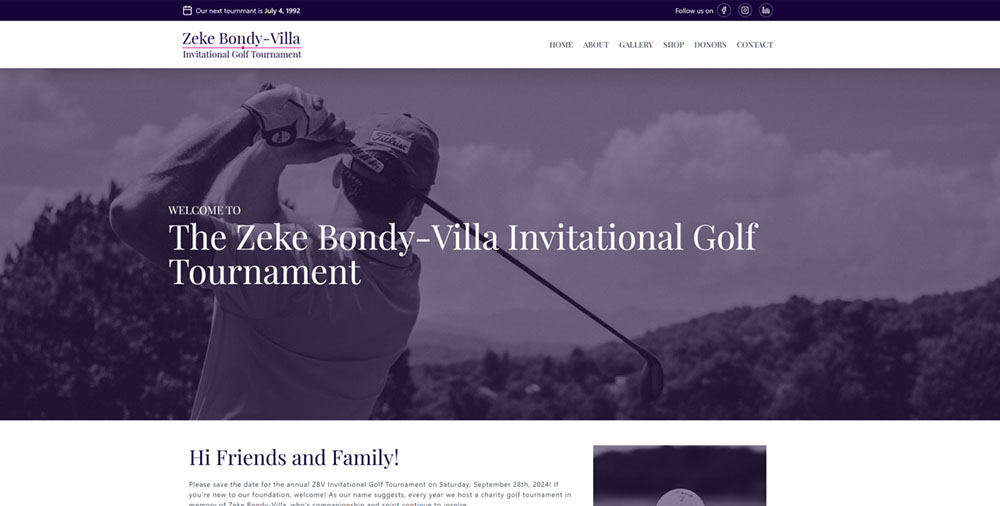 Our next tournmant is July 4, 1992
Follow us on
Zeke Bondy-Villa
Invitational Golf Tournament
HOME ABOUT GALLERY SHOP DONORS CONTACT
Titleist
WELCOME TO
The Zeke Bondy-Villa Invitational Golf
Tournament
Hi Friends and Family!
Please save the date for the annual ZBV Invitational Golf Tournament on Saturday, September 28th, 2024! If
you're new to our foundation, welcome! As our name suggests, every year we host a charity golf tournament in
memory of Zeke Bondy-Villa, who's companionship and spirit continue to inspire